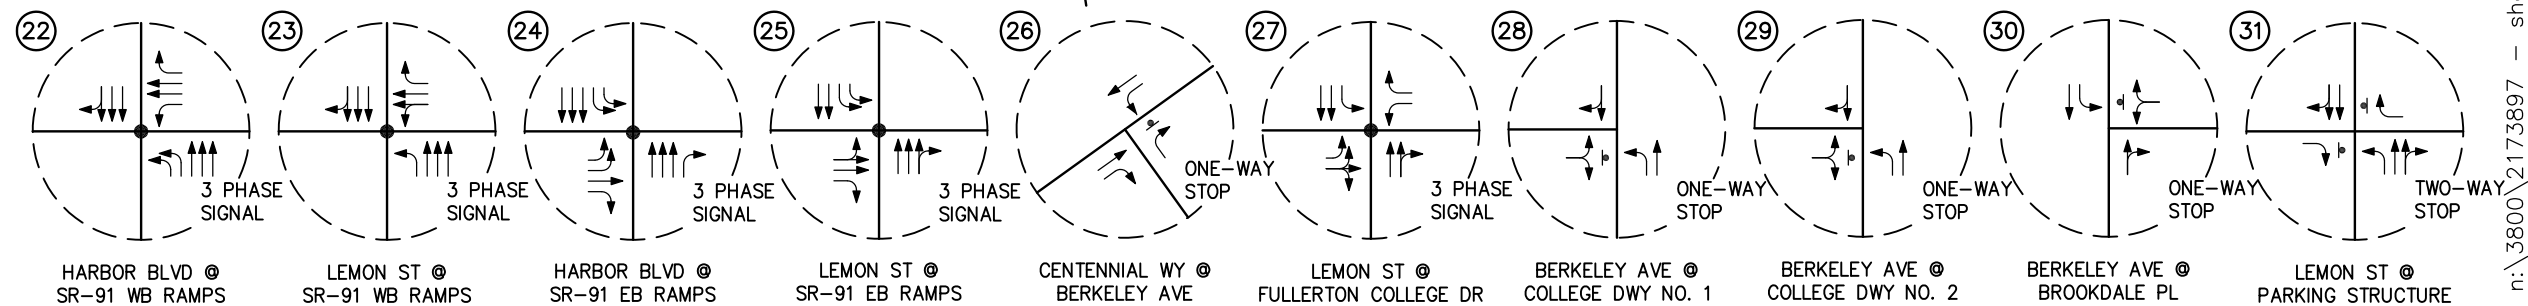 22
3 PHASE
SIGNAL
HARBOR BLVD @
SR-91 WB RAMPS
23
3 PHASE
SIGNAL
LEMON ST @
SR-91 WB RAMPS
24
3 PHASE
SIGNAL
HARBOR BLVD @
SR-91 EB RAMPS
25
3 PHASE
SIGNAL
LEMON ST @
SR-91 EB RAMPS
26
ONE-WAY
STOP
CENTENNIAL WY @
BERKELEY AVE
27
3 PHASE
SIGNAL
LEMON ST @
FULLERTON COLLEGE DR
28
ONE-WAY
STOP
BERKELEY AVE @
COLLEGE DWY NO. 1
29
ONE-WAY
STOP
BERKELEY AVE @
COLLEGE DWY NO. 2
30
ONE-WAY
STOP
BERKELEY AVE @
BROOKDALE PL
31
TWO-WAY
STOP
LEMON ST @
PARKING STRUCTURE
n:\3800\2173897 -